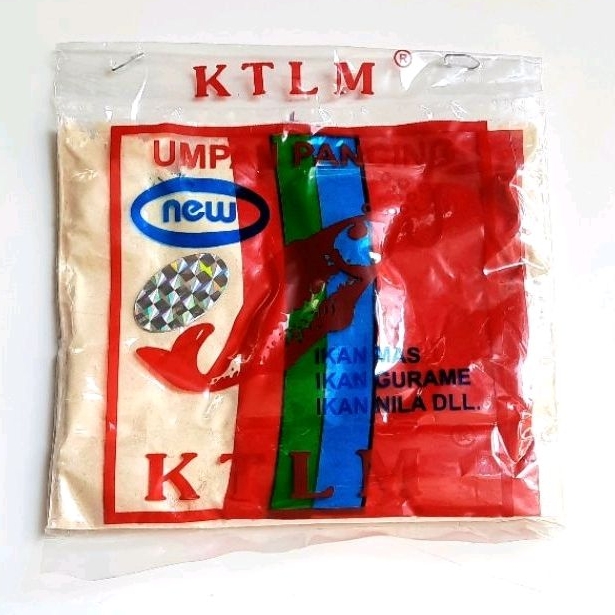 KTLM ®
UMPAN PANCING
new
IKAN MAS
IKAN GURAME
IKAN NILA DLL.
KTLM ®